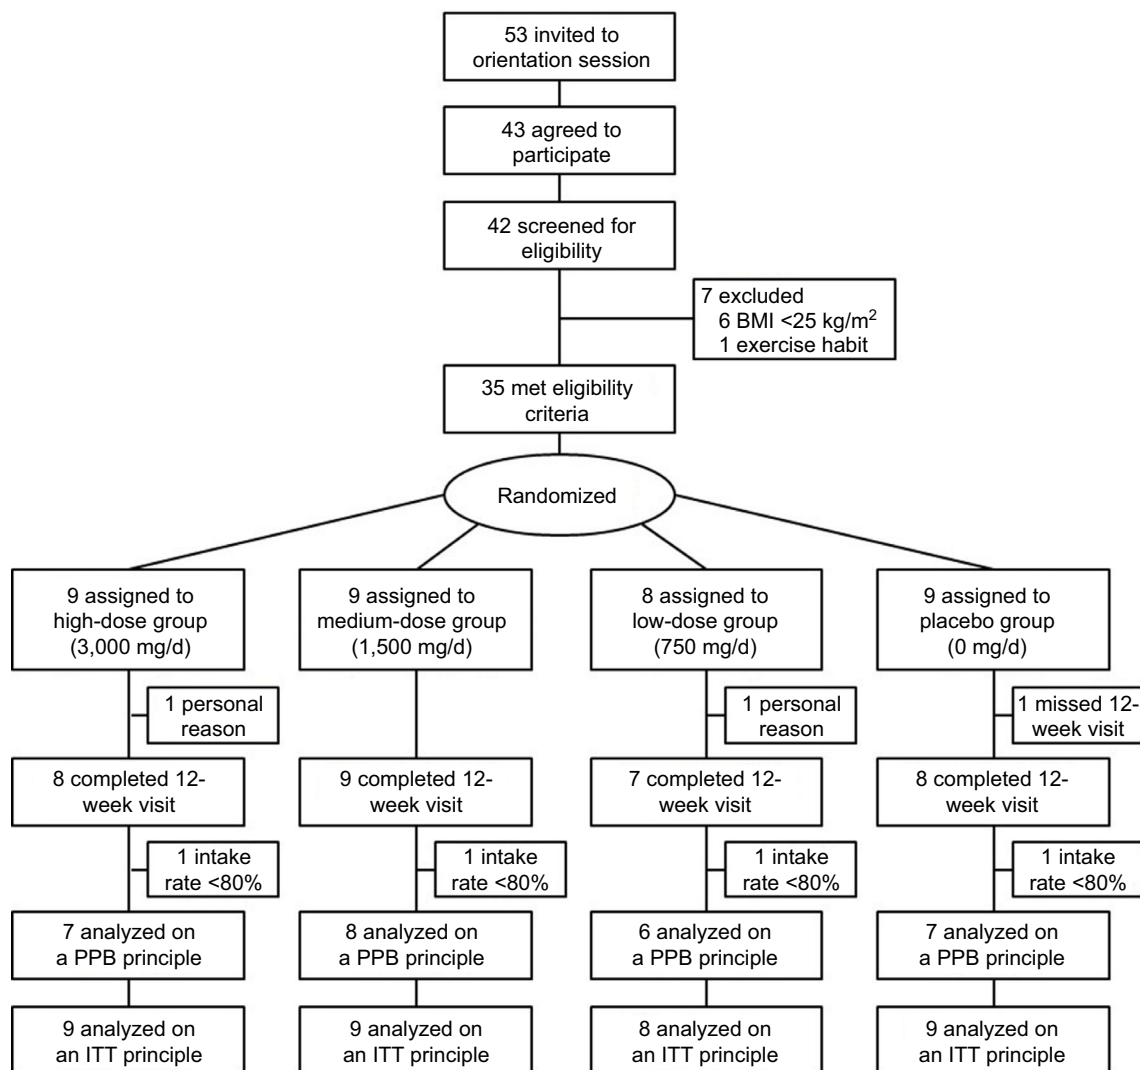 53 invited to
orientation session
43 agreed to
participate
42 screened for
eligibility
7 excluded
6 BMI <25 kg/m²
1 exercise habit
35 met eligibility
criteria
Randomized
9 assigned to
high-dose group
(3,000 mg/d)
9 assigned to
medium-dose group
(1,500 mg/d)
8 assigned to
low-dose group
(750 mg/d)
9 assigned to
placebo group
(0 mg/d)
1 personal
reason
1 personal
reason
1 missed 12-
week visit
8 completed 12-
week visit
9 completed 12-
week visit
7 completed 12-
week visit
8 completed 12-
week visit
1 intake
rate <80%
1 intake
rate <80%
1 intake
rate <80%
1 intake
rate <80%
7 analyzed on
a PPB principle
8 analyzed on
a PPB principle
6 analyzed on
a PPB principle
7 analyzed on
a PPB principle
9 analyzed on
an ITT principle
9 analyzed on
an ITT principle
8 analyzed on
an ITT principle
9 analyzed on
an ITT principle